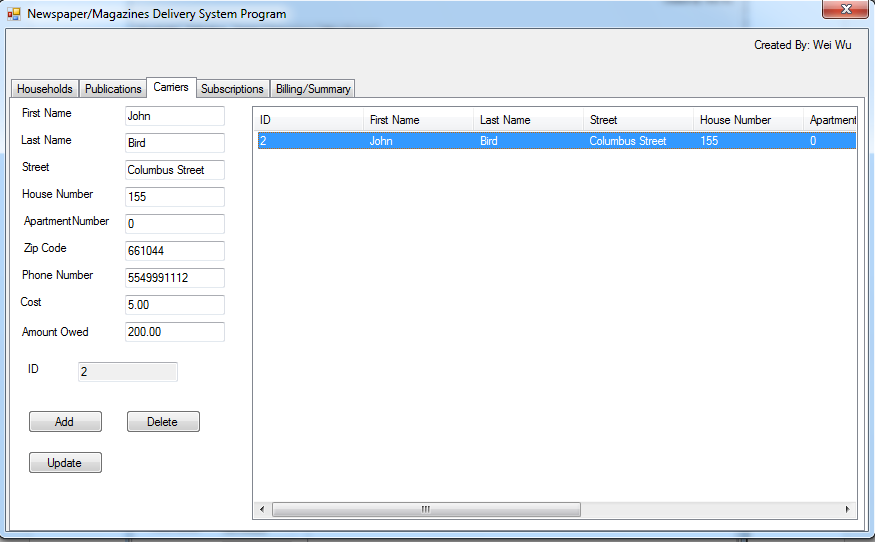 Newspaper/Magazines Delivery System Program
Created By: Wei Wu
Households Publications Carriers Subscriptions Billing/Summary
First Name John
Last Name Bird
Street Columbus Street
House Number 155
ApartmentNumber 0
Zip Code 661044
Phone Number 5549991112
Cost 5.00
Amount Owed 200.00
ID 2
Add Delete
Update
ID First Name Last Name Street House Number Apartment
2 John Bird Columbus Street 155 0